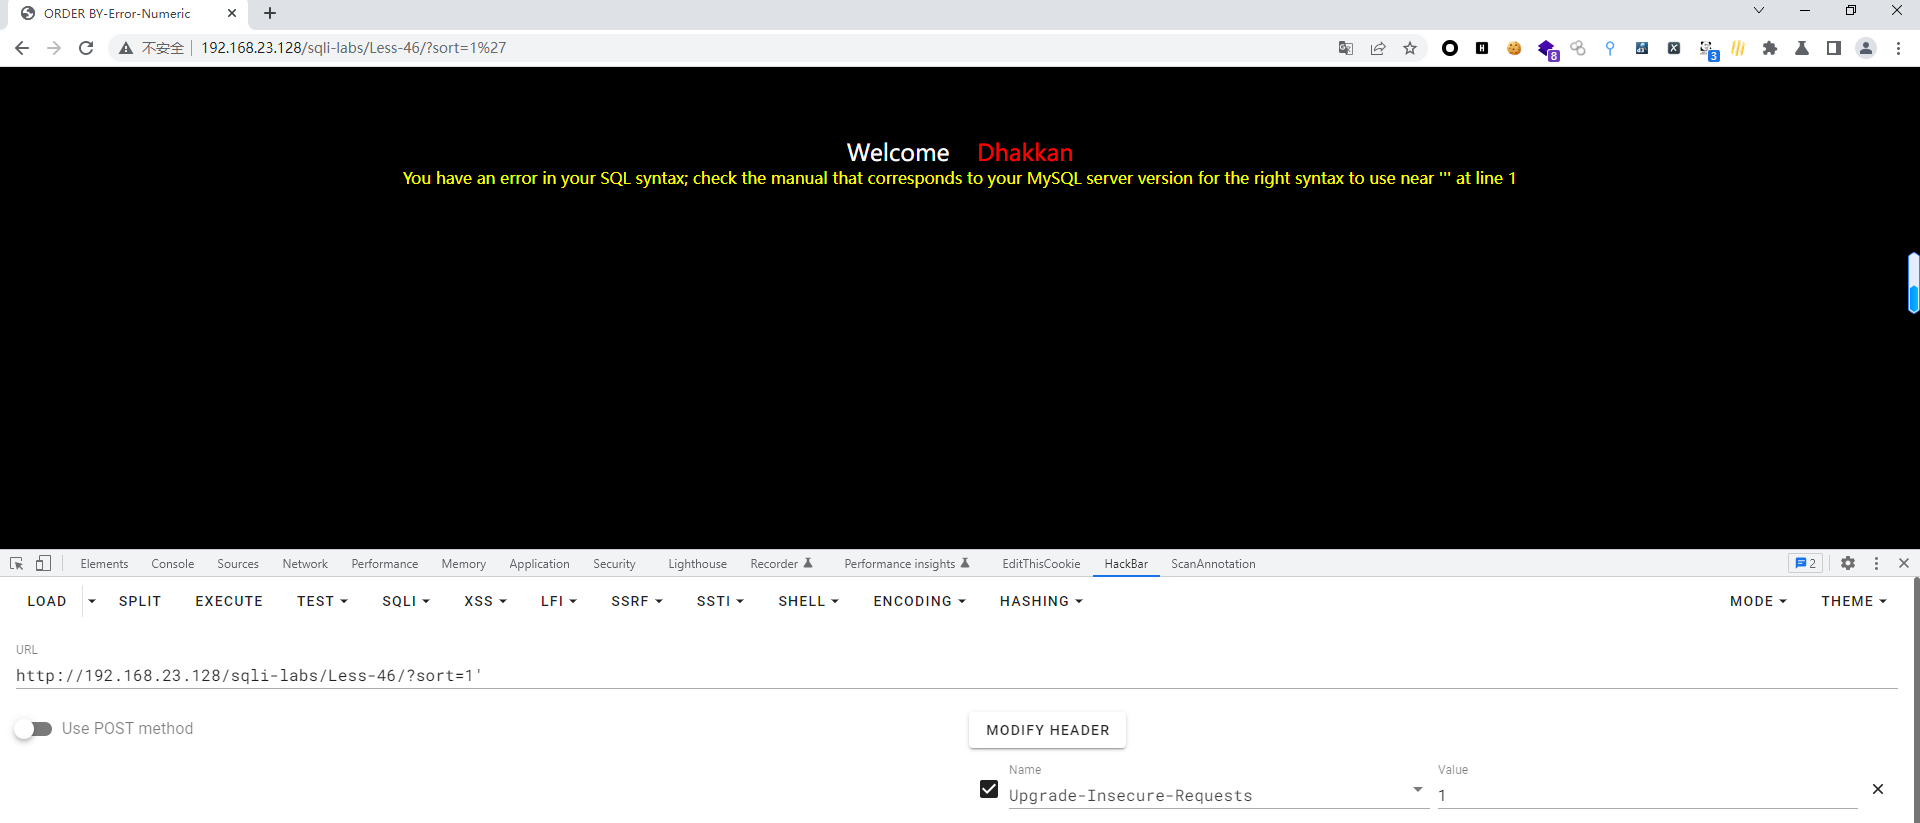 ORDER BY-Error-Numeric
不安全 192.168.23.128/sqli-labs/Less-46/?sort=1%27
8
3
Welcome Dhakkan
You have an error in your SQL syntax; check the manual that corresponds to your MySQL server version for the right syntax to use near ''' at line 1
Elements Console Sources Network Performance Memory Application Security Lighthouse Recorder Performance insights EditThisCookie HackBar ScanAnnotation 2
LOAD SPLIT EXECUTE TEST SQLI XSS LFI SSRF SSTI SHELL ENCODING HASHING MODE THEME
URL
http://192.168.23.128/sqli-labs/Less-46/?sort=1'
Use POST method
MODIFY HEADER
Name Value
Upgrade-Insecure-Requests 1